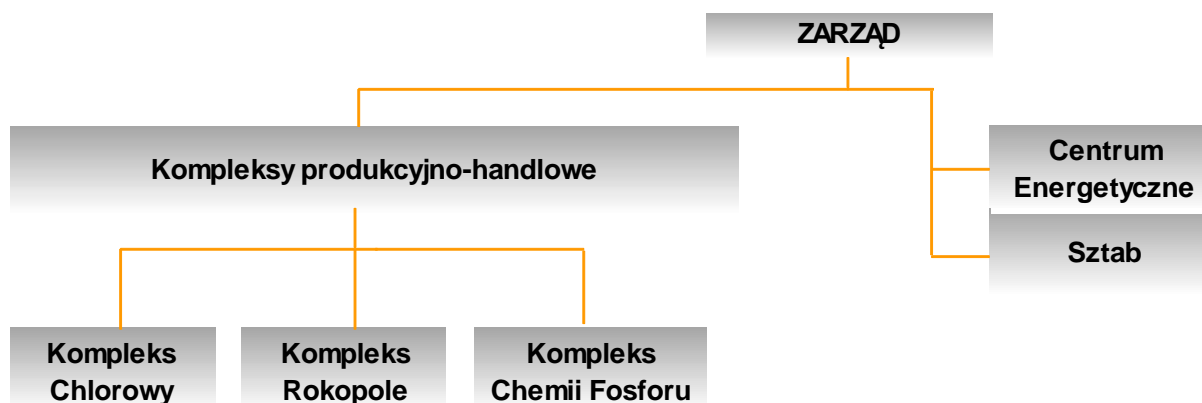 ZARZĄD
Kompleksy produkcyjno-handlowe
Centrum
Energetyczne
Sztab
Kompleks
Chlorowy
Kompleks
Rokopole
Kompleks
Chemii Fosforu